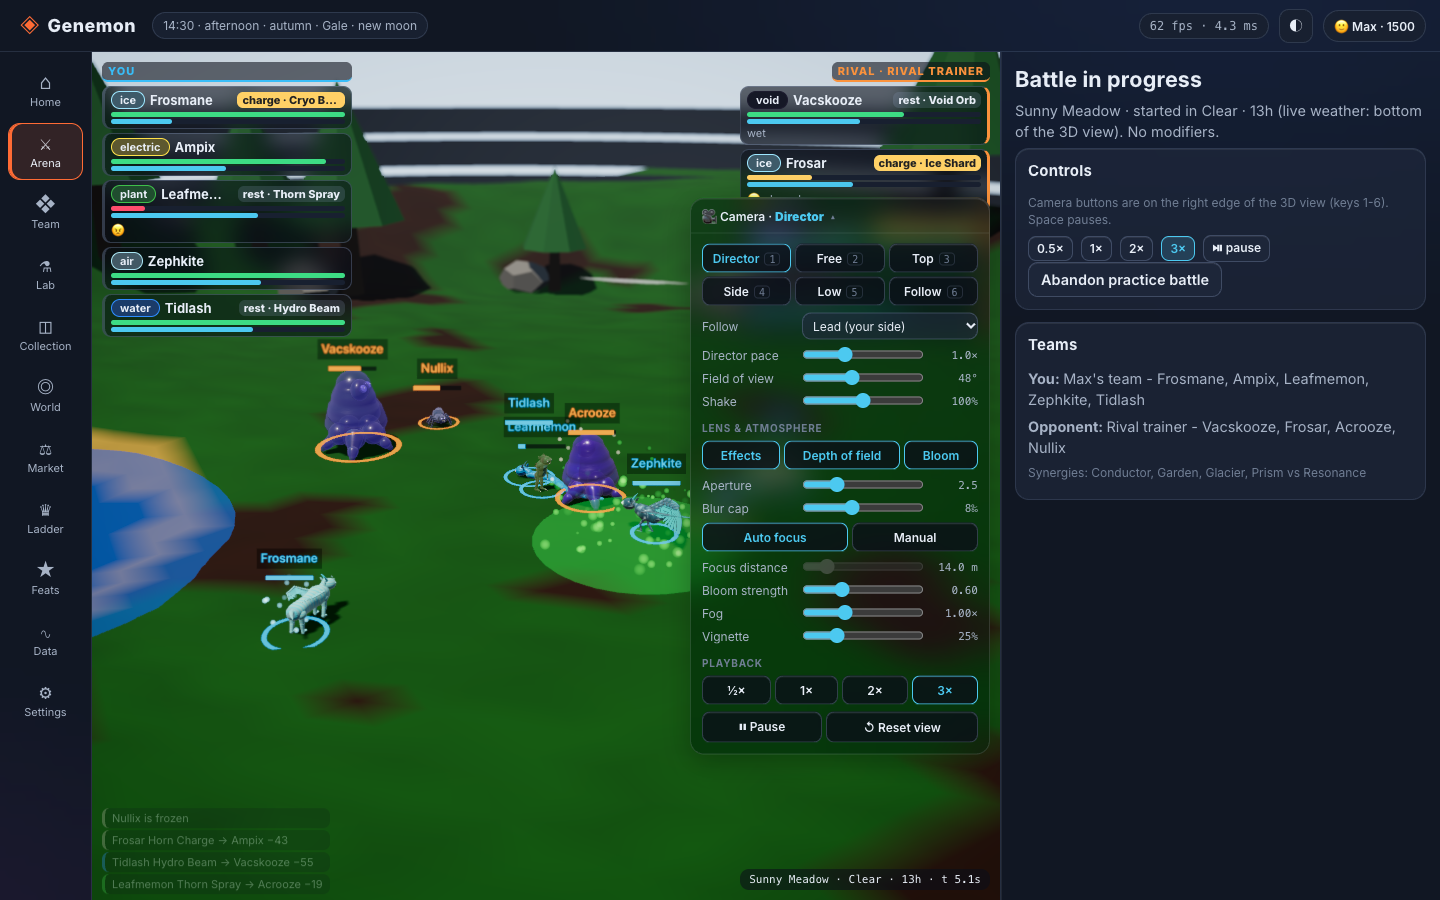 Genemon
14:30 · afternoon · autumn · Gale · new moon
62 fps · 4.3 ms
Max · 1500
Home
Arena
Team
Lab
Collection
World
Market
Ladder
Feats
Data
Settings
YOU
ice Frosmane charge · Cryo B...
electric Ampix
plant Leafme... rest · Thorn Spray
air Zephkite
water Tidlash rest · Hydro Beam
RIVAL · RIVAL TRAINER
void Vacskooze rest · Void Orb
wet
ice Frosar charge · Ice Shard
Vacskooze
Nullix
Tidlash
Acrooze
Leafmemon
Zephkite
Frosmane
Camera · Director
Director 1 Free 2 Top 3
Side 4 Low 5 Follow 6
Follow Lead (your side)
Director pace 1.0×
Field of view 48°
Shake 100%
LENS & ATMOSPHERE
Effects Depth of field Bloom
Aperture 2.5
Blur cap 8‰
Auto focus Manual
Focus distance 14.0 m
Bloom strength 0.60
Fog 1.00×
Vignette 25%
PLAYBACK
½× 1× 2× 3×
Pause Reset view
Nullix is frozen
Frosar Horn Charge → Ampix −43
Tidlash Hydro Beam → Vacskooze −55
Leafmemon Thorn Spray → Acrooze −19
Sunny Meadow · Clear · 13h · t 5.1s
Battle in progress
Sunny Meadow · started in Clear · 13h (live weather: bottom
of the 3D view). No modifiers.
Controls
Camera buttons are on the right edge of the 3D view (keys 1-6).
Space pauses.
0.5× 1× 2× 3× pause
Abandon practice battle
Teams
You: Max's team - Frosmane, Ampix, Leafmemon,
Zephkite, Tidlash
Opponent: Rival trainer - Vacskooze, Frosar, Acrooze,
Nullix
Synergies: Conductor, Garden, Glacier, Prism vs Resonance